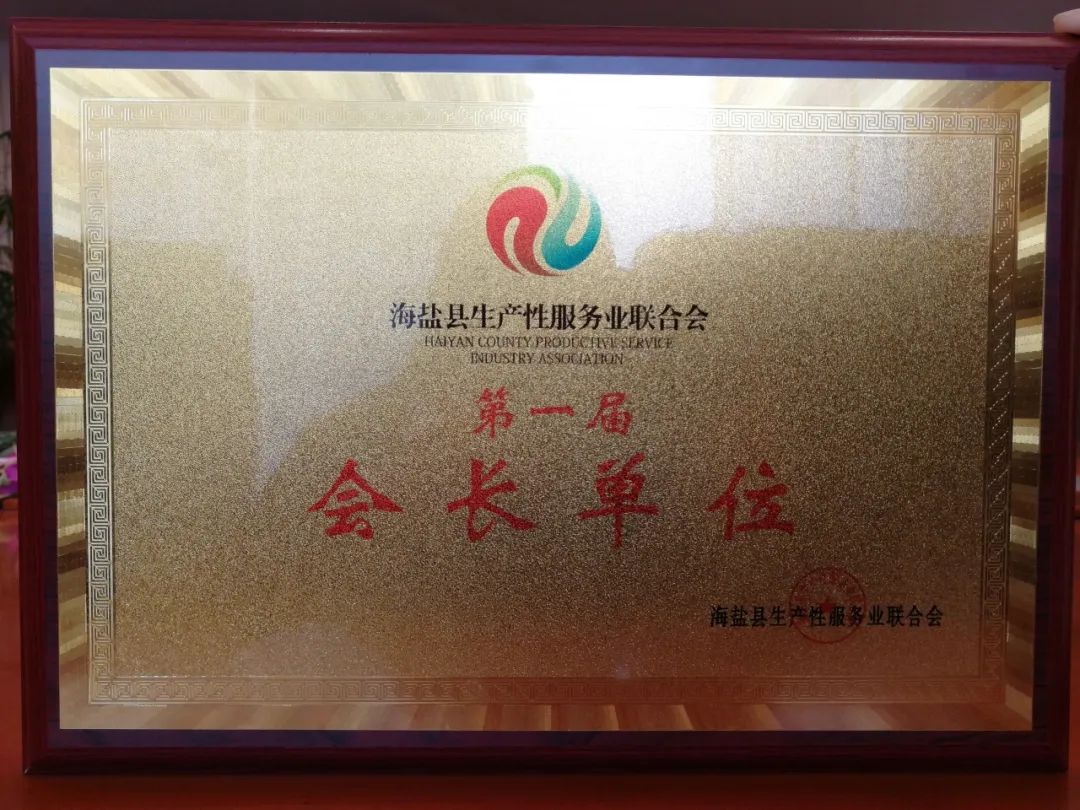 海盐县生产性服务业联合会
HAIYAN COUNTY PRODUCTIVE SERVICE
INDUSTRY ASSOCIATION
第一届
会长单位
海盐县生产性服务业联合会